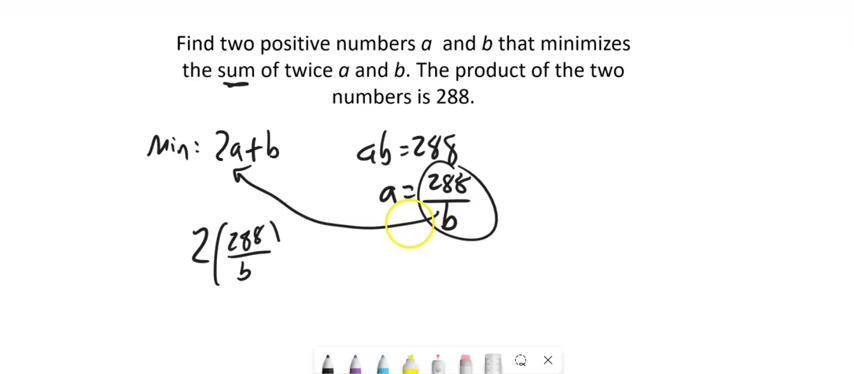 Find two positive numbers a and b that minimizes
the sum of twice a and b. The product of the two
numbers is 288.
Min: 2a+b
ab=288
a=288/b
2(288/b)